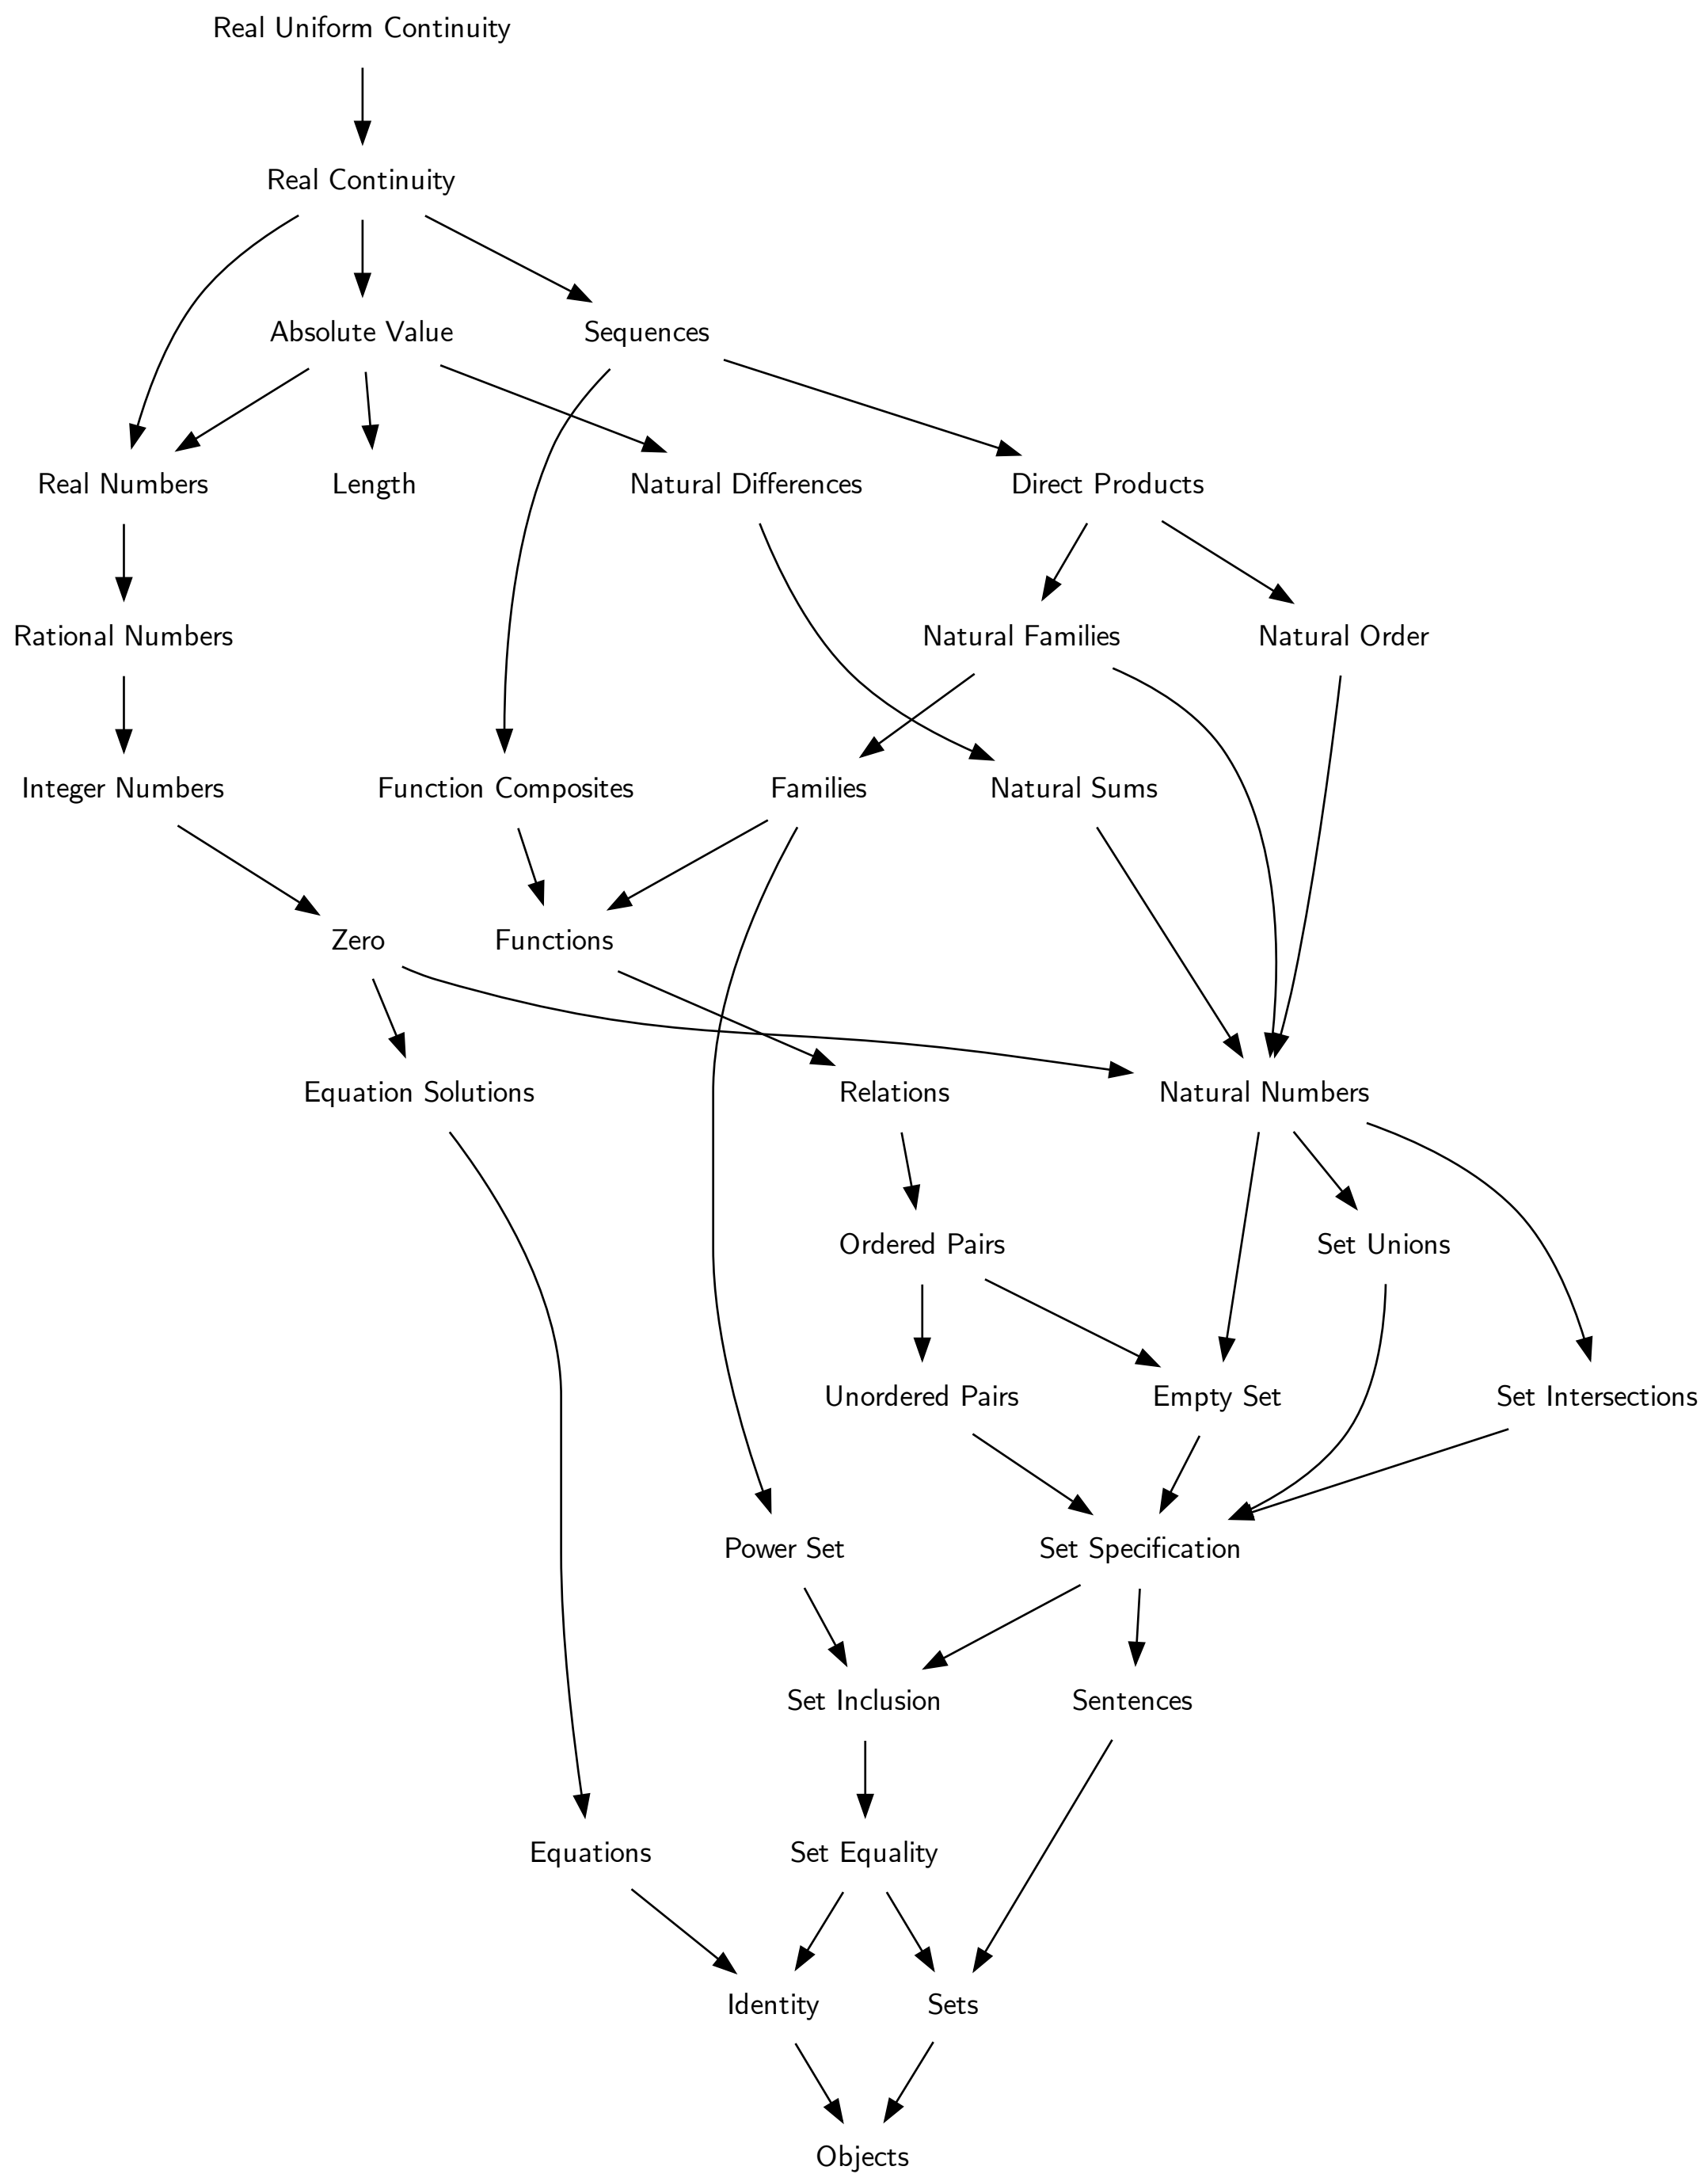 Real Uniform Continuity
Real Continuity
Absolute Value
Sequences
Real Numbers
Length
Natural Differences
Direct Products
Rational Numbers
Natural Families
Natural Order
Integer Numbers
Function Composites
Families
Natural Sums
Zero
Functions
Equation Solutions
Relations
Natural Numbers
Ordered Pairs
Set Unions
Unordered Pairs
Empty Set
Set Intersections
Power Set
Set Specification
Set Inclusion
Sentences
Equations
Set Equality
Identity
Sets
Objects